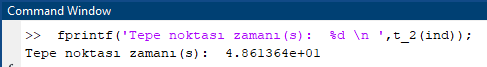 Command Window
>> fprintf('Tepe noktası zamanı(s):  %d \n ',t_2(ind));
Tepe noktası zamanı(s):  4.861364e+01